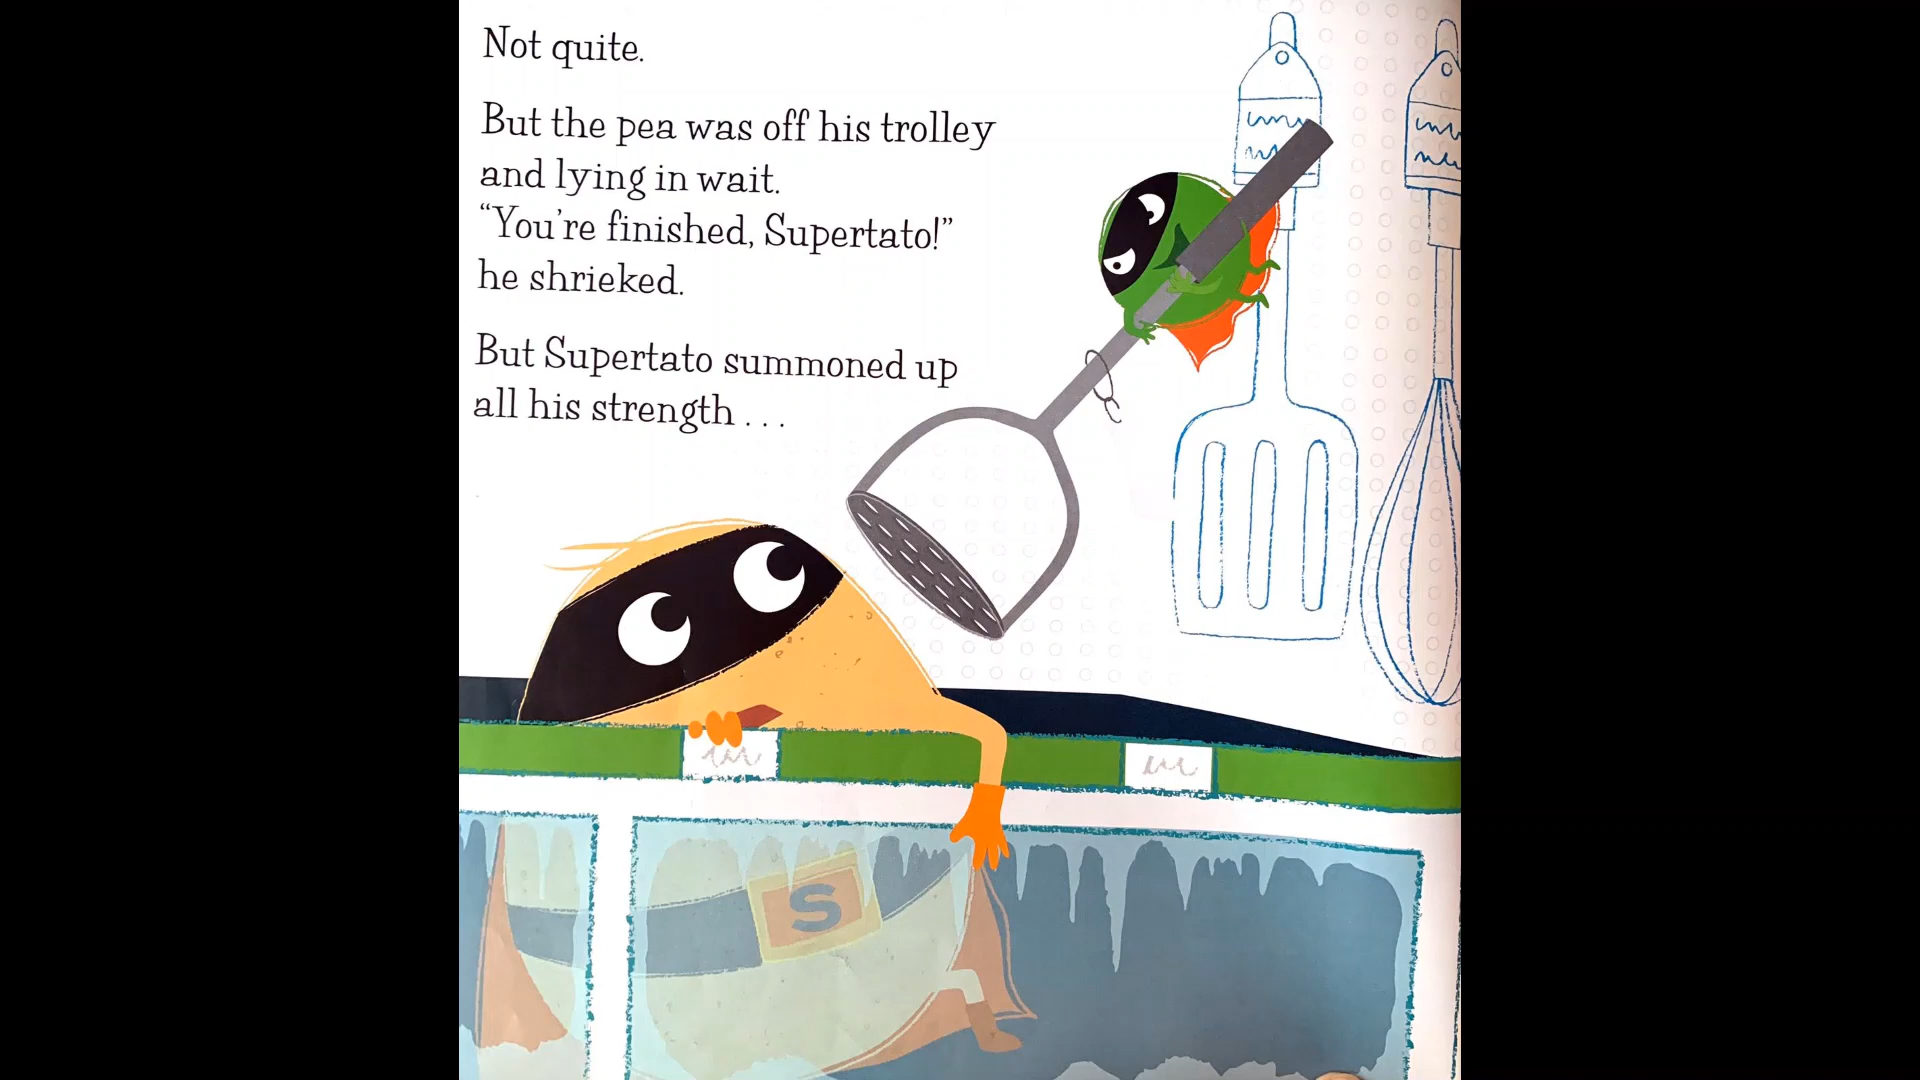 Not quite.
But the pea was off his trolley
and lying in wait.
“You’re finished, Supertato!”
he shrieked.
But Supertato summoned up
all his strength . . .
S